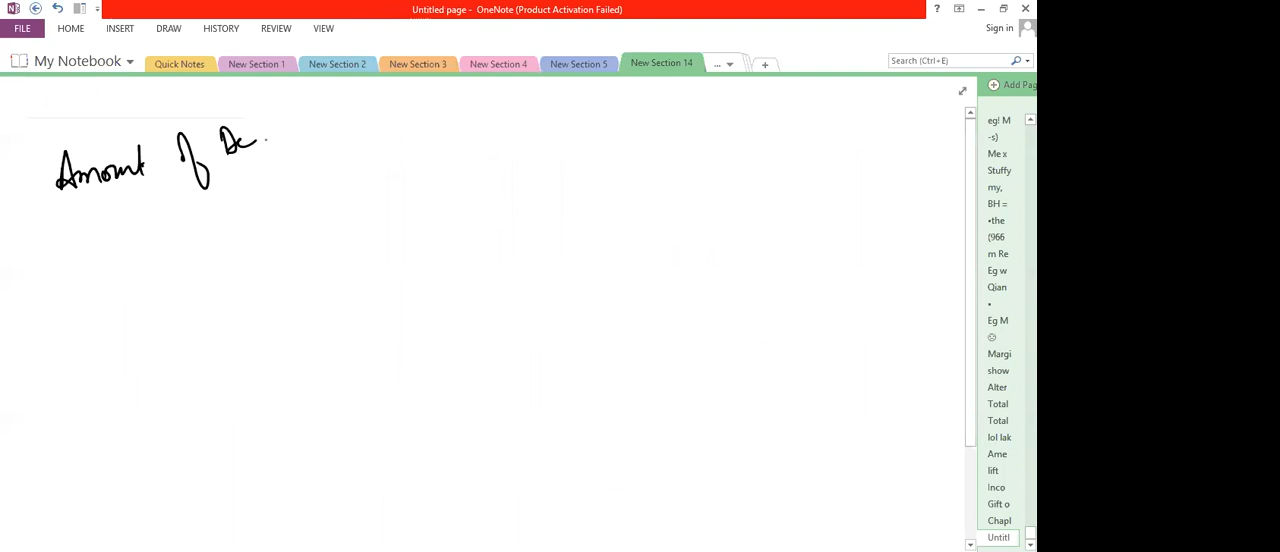 Untitled page - OneNote (Product Activation Failed)
FILE HOME INSERT DRAW HISTORY REVIEW VIEW Sign in
My Notebook Quick Notes New Section 1 New Section 2 New Section 3 New Section 4 New Section 5 New Section 14 ... Search (Ctrl+E)
Add Pag
Amount of De
eg! M
-s)
Me x
Stuffy
my,
BH =
•the
(966
m Re
Eg w
Qian
•
Eg M
☹
Margi
show
Alter
Total
Total
lol lak
Ame
lift
Inco
Gift o
Chapl
Untitl